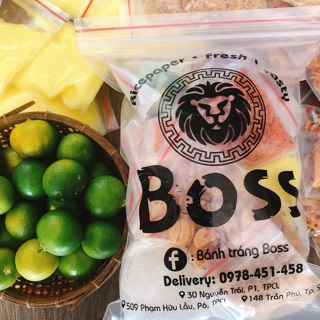 Ricepaper - Fresh - Tasty
BOSS
f : Bánh tráng Boss
Delivery: 0978-451-458
30 Nguyễn Trãi, P1, TPCL
509 Phạm Hữu Lầu, P6, TPCL
148 Trần Phú, Tp.